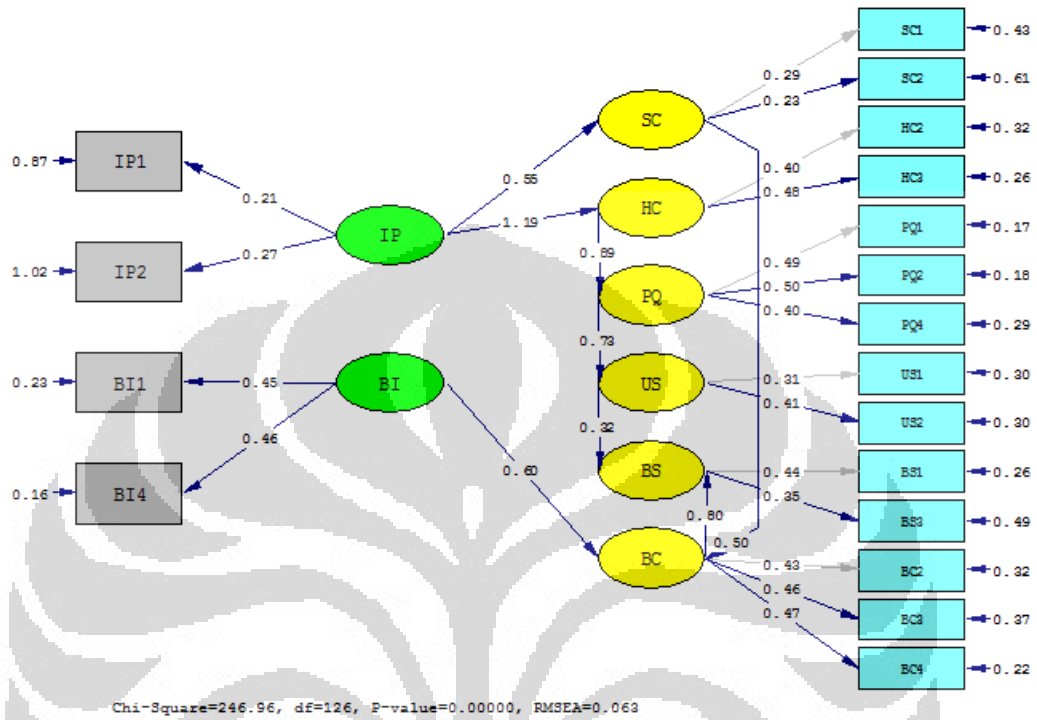 SC1
0.43
0.29
SC2
0.61
0.23
SC
HC2
0.32
0.87
IP1
0.40
0.55
HC3
0.26
0.48
0.21
HC
1.19
IP
PQ1
0.17
0.27
0.89
0.49
1.02
IP2
PQ2
0.18
0.50
PQ
0.40
PQ4
0.29
0.73
0.23
BI1
0.45
BI
US
0.31
US1
0.30
0.41
US2
0.30
0.46
0.32
0.60
BS
0.44
BS1
0.26
0.16
BI4
0.35
0.80
BS3
0.49
0.50
BC
0.43
BC2
0.32
0.46
BC3
0.37
0.47
BC4
0.22
Chi-Square=246.96, df=126, P-value=0.00000, RMSEA=0.063